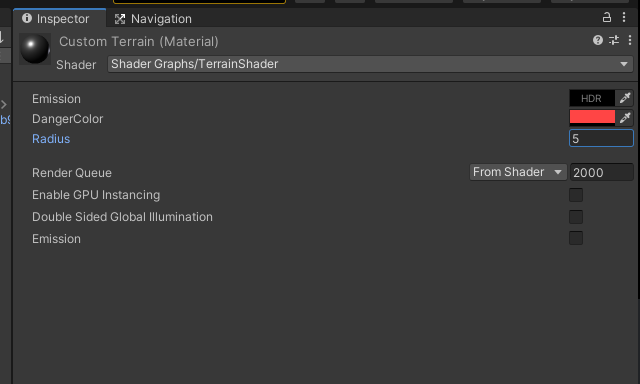 Inspector Navigation
Custom Terrain (Material)
Shader Shader Graphs/TerrainShader
Emission HDR
DangerColor
Radius 5
Render Queue From Shader 2000
Enable GPU Instancing
Double Sided Global Illumination
Emission